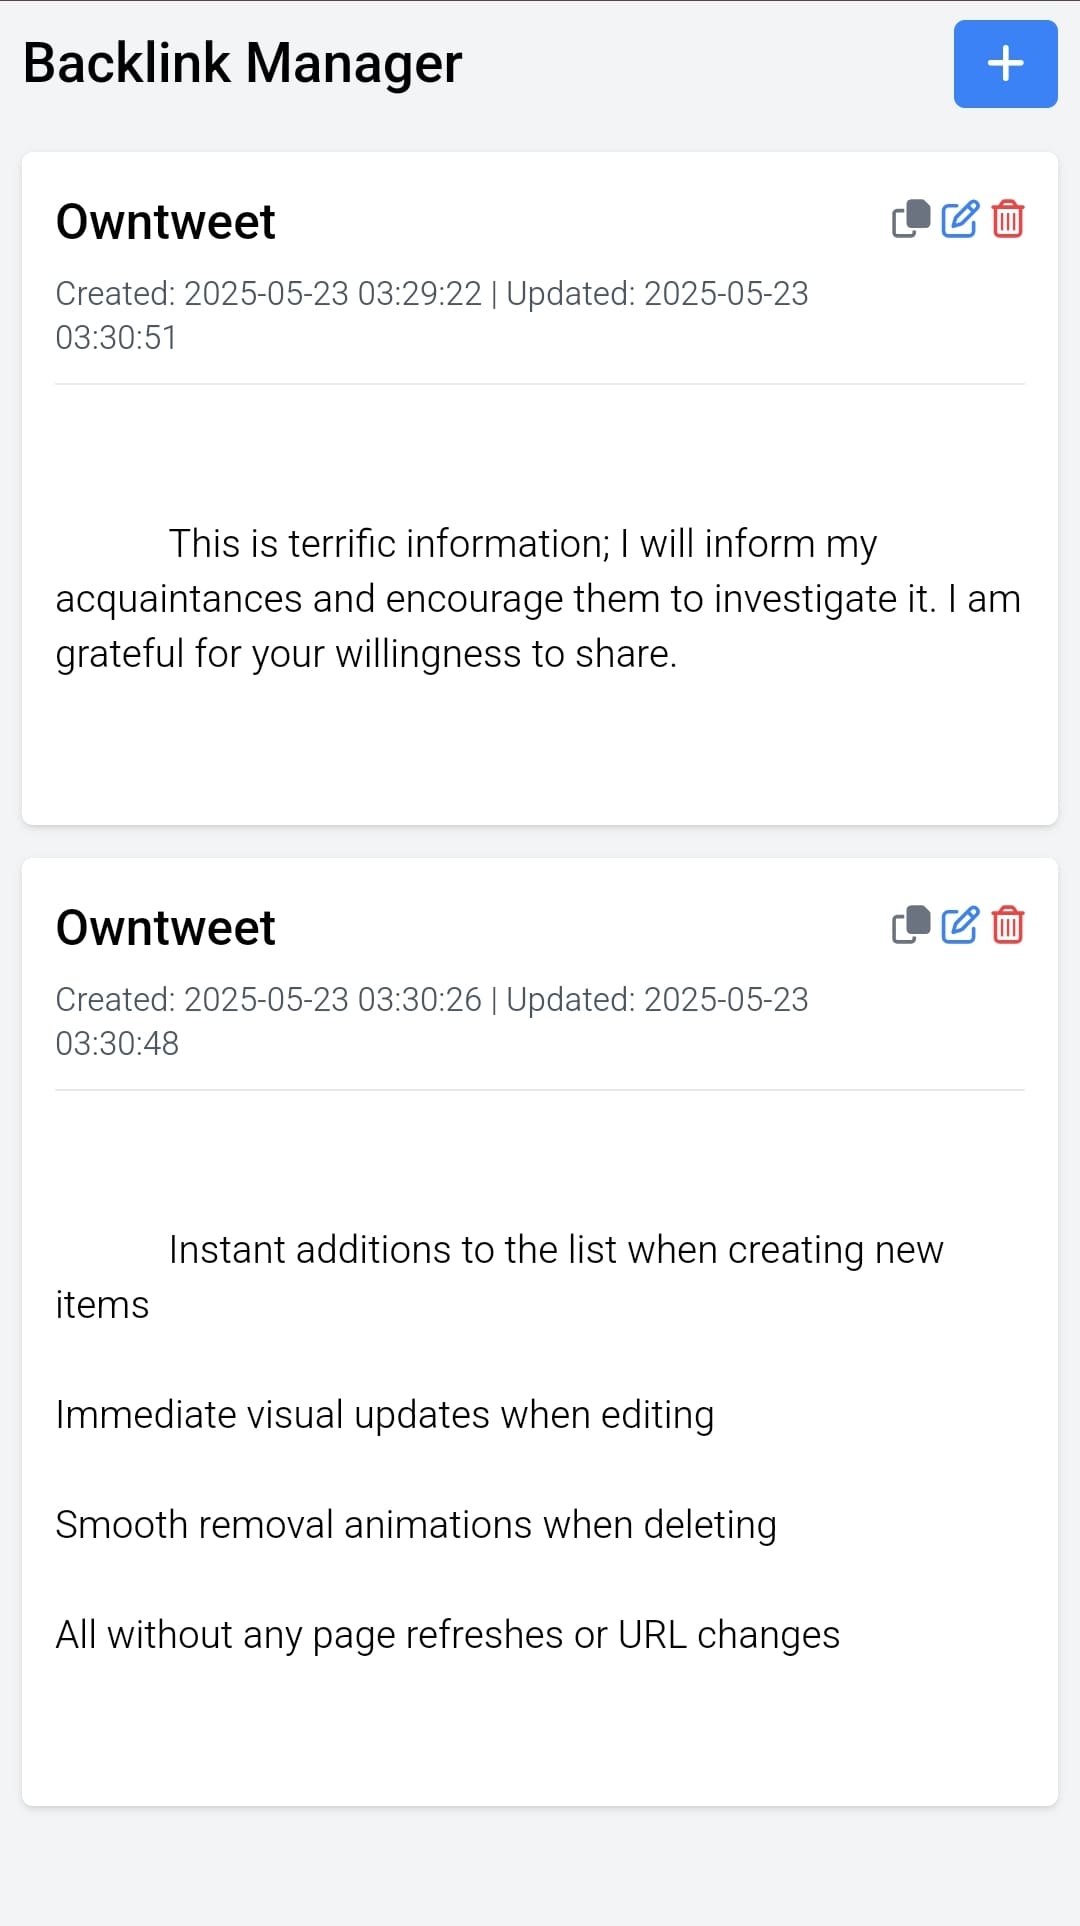 Backlink Manager
Owntweet
Created: 2025-05-23 03:29:22 | Updated: 2025-05-23
03:30:51
This is terrific information; I will inform my
acquaintances and encourage them to investigate it. I am
grateful for your willingness to share.
Owntweet
Created: 2025-05-23 03:30:26 | Updated: 2025-05-23
03:30:48
Instant additions to the list when creating new
items
Immediate visual updates when editing
Smooth removal animations when deleting
All without any page refreshes or URL changes